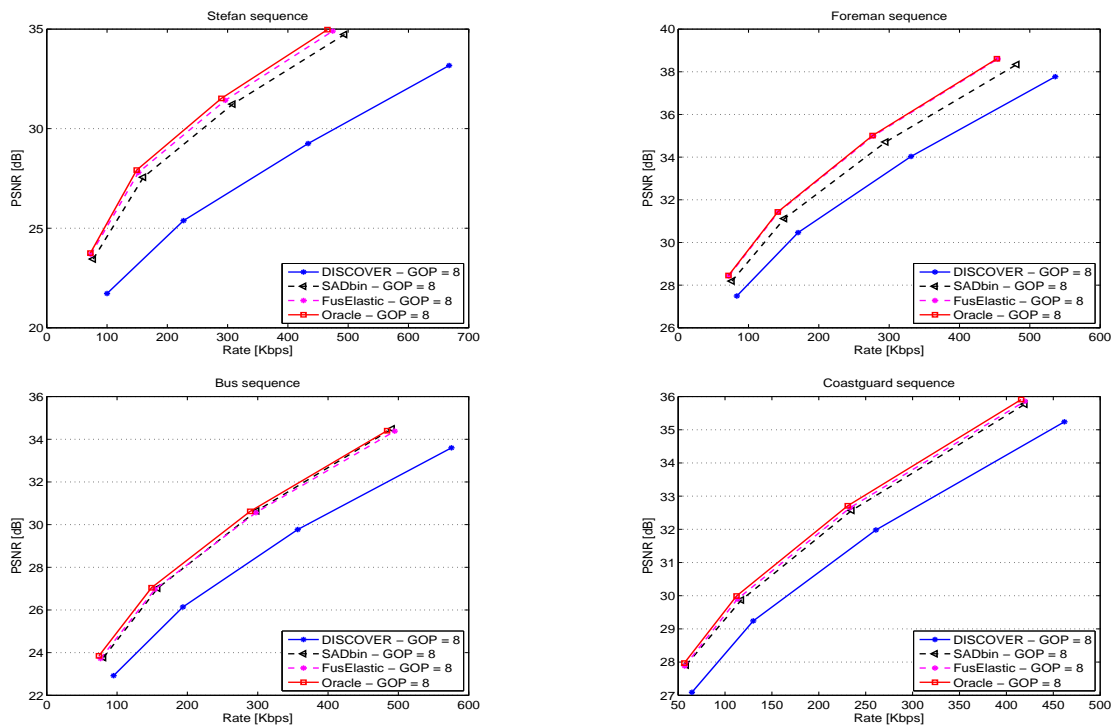 Stefan sequence
35
30
25
20
PSNR [dB]
0 100 200 300 400 500 600 700
Rate [Kbps]
DISCOVER – GOP = 8
SADbin – GOP = 8
FusElastic – GOP = 8
Oracle – GOP = 8
Foreman sequence
40
38
36
34
32
30
28
26
PSNR [dB]
0 100 200 300 400 500 600
Rate [Kbps]
DISCOVER – GOP = 8
SADbin – GOP = 8
FusElastic – GOP = 8
Oracle – GOP = 8
Bus sequence
36
34
32
30
28
26
24
22
PSNR [dB]
0 100 200 300 400 500 600
Rate [Kbps]
DISCOVER – GOP = 8
SADbin – GOP = 8
FusElastic – GOP = 8
Oracle – GOP = 8
Coastguard sequence
36
35
34
33
32
31
30
29
28
27
PSNR [dB]
50 100 150 200 250 300 350 400 450 500
Rate [Kbps]
DISCOVER – GOP = 8
SADbin – GOP = 8
FusElastic – GOP = 8
Oracle – GOP = 8